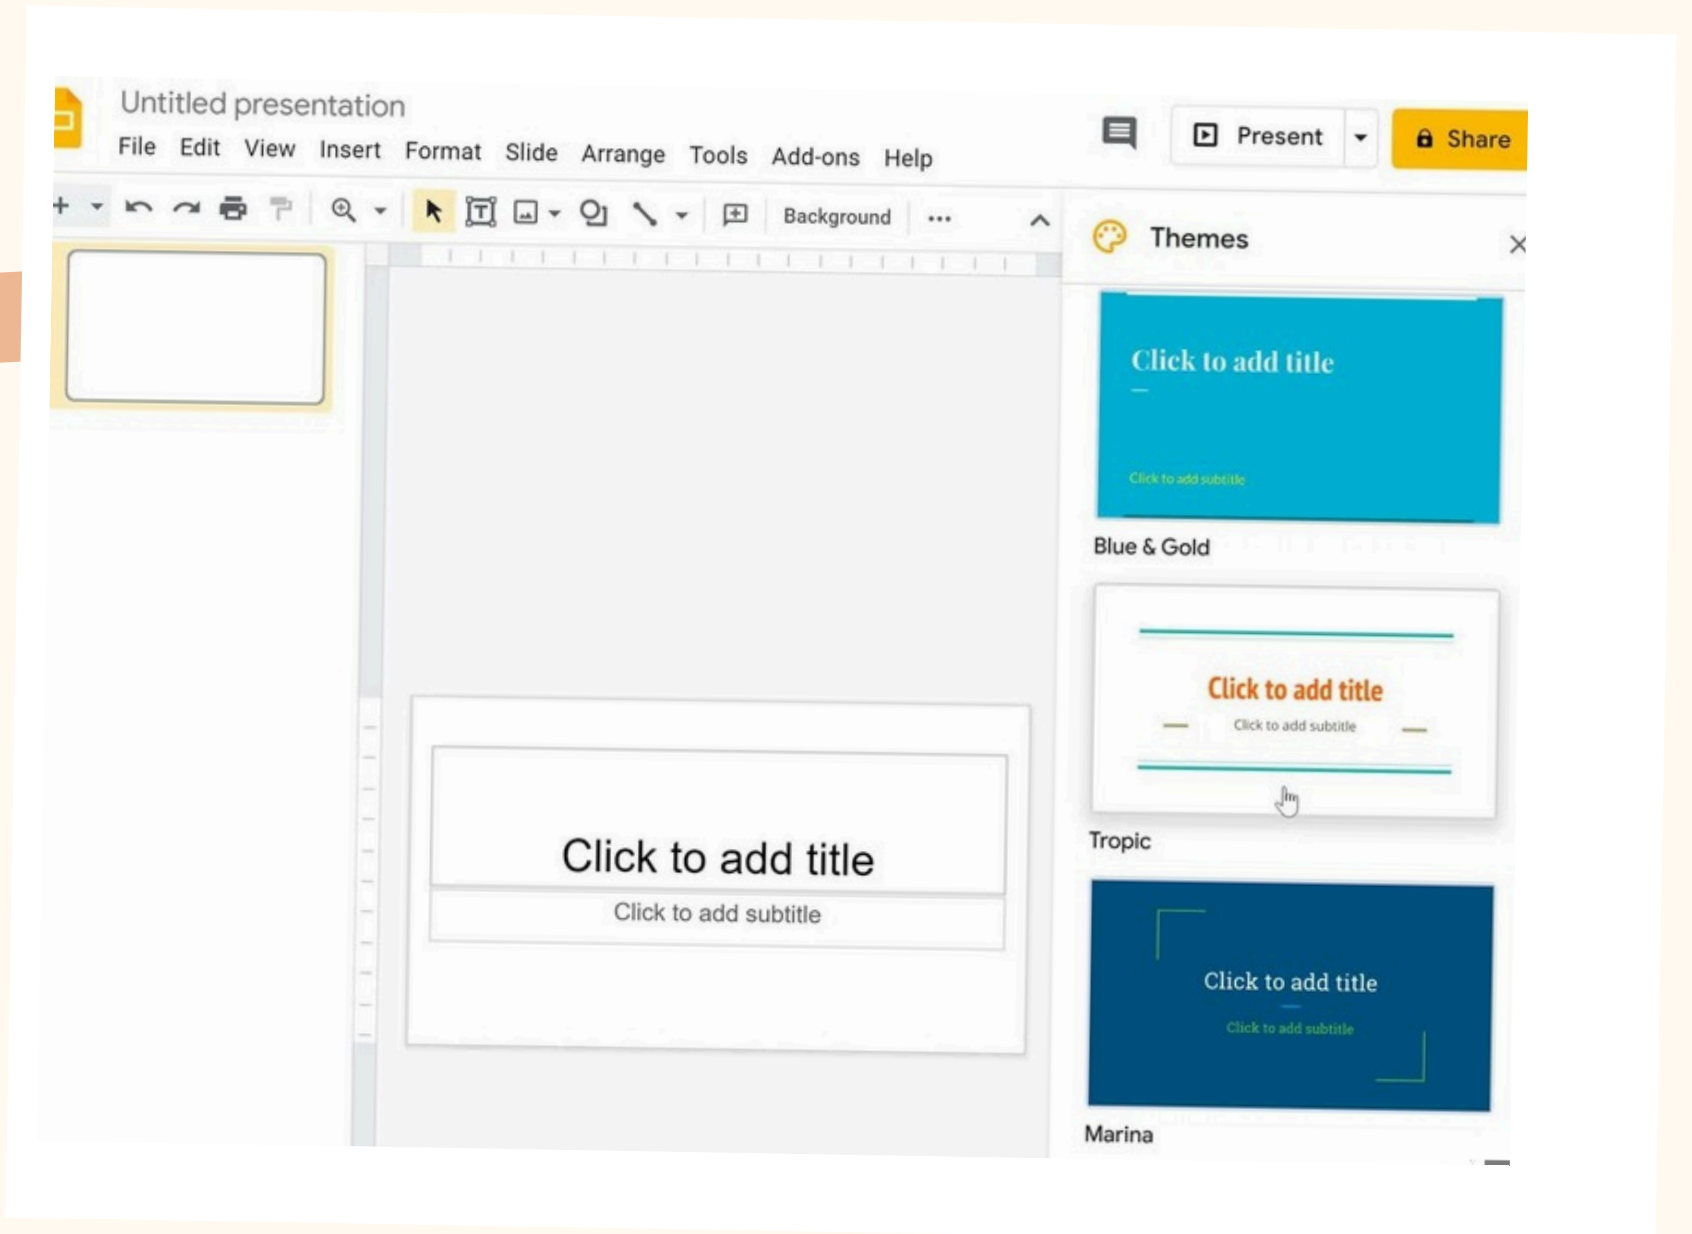 Untitled presentation
File Edit View Insert Format Slide Arrange Tools Add-ons Help
Present
Share
Background
Themes
Click to add title
Click to add subtitle
Blue & Gold
Click to add title
Click to add subtitle
Tropic
Click to add title
Click to add subtitle
Marina
Click to add title
Click to add subtitle